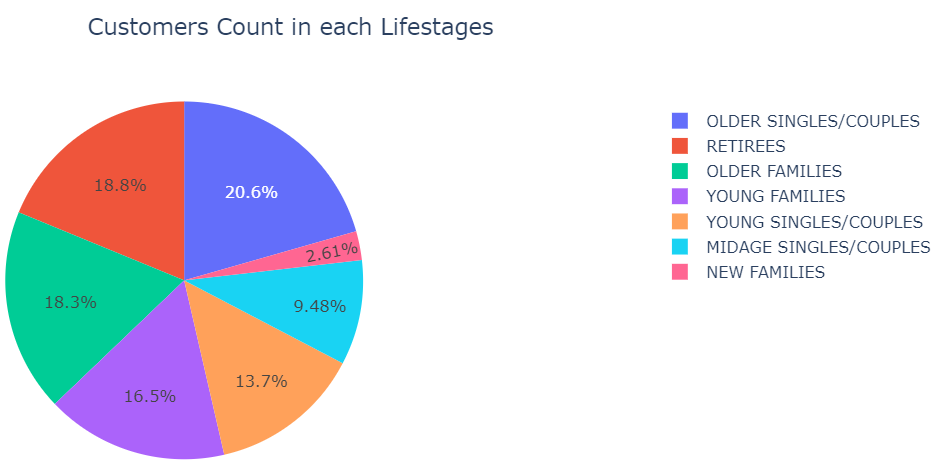 Customers Count in each Lifestages
OLDER SINGLES/COUPLES
RETIREES
OLDER FAMILIES
YOUNG FAMILIES
YOUNG SINGLES/COUPLES
MIDAGE SINGLES/COUPLES
NEW FAMILIES
18.8%
20.6%
2.61%
18.3%
9.48%
13.7%
16.5%